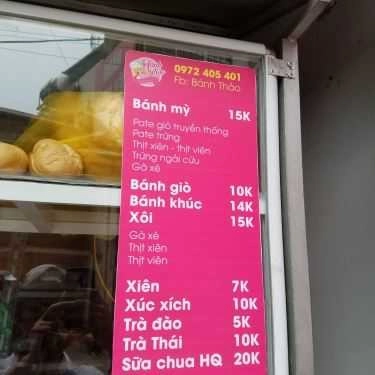 0972 405 401
Fb: Bánh Thảo
Bánh mỳ 15K
Pate giò truyền thống
Pate trứng
Thịt xiên - thịt viên
Trứng ngải cứu
Gà xé
Bánh giò 10K
Bánh khúc 14K
Xôi 15K
Gà xé
Thịt xiên
Thịt viên
Xiên 7K
Xúc xích 10K
Trà đào 5K
Trà Thái 10K
Sữa chua HQ 20K